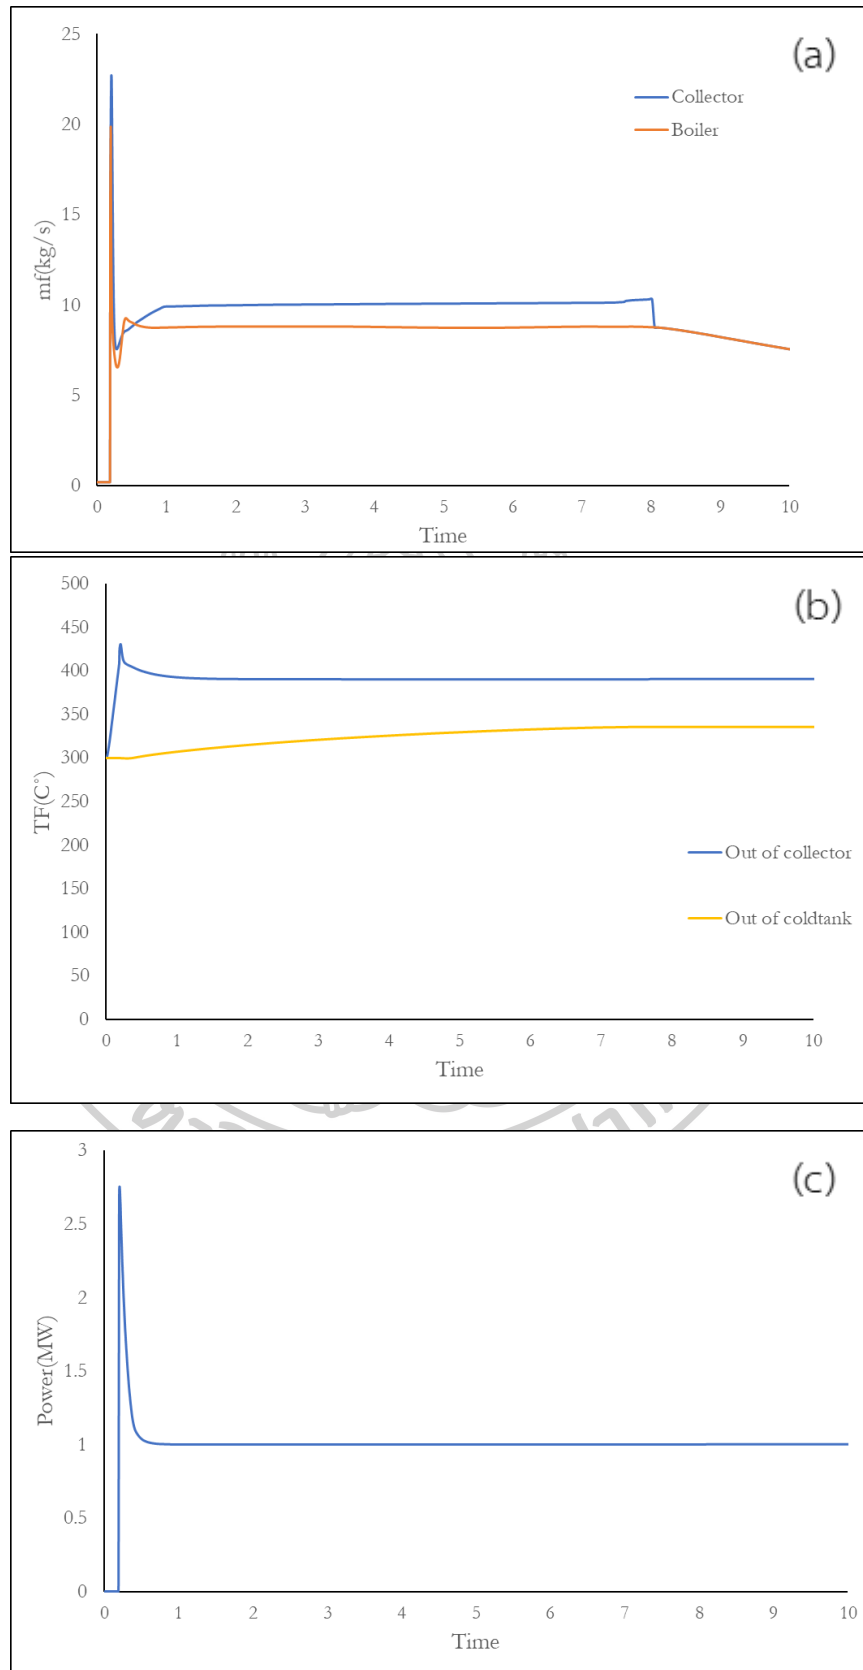 (a)
25
20
15
10
5
0
mf(kg/s)
Collector
Boiler
0 1 2 3 4 5 6 7 8 9 10
Time
(b)
500
450
400
350
300
250
200
150
100
50
0
TF(C°)
Out of collector
Out of coldtank
0 1 2 3 4 5 6 7 8 9 10
Time
(c)
3
2.5
2
1.5
1
0.5
0
Power(MW)
0 1 2 3 4 5 6 7 8 9 10
Time